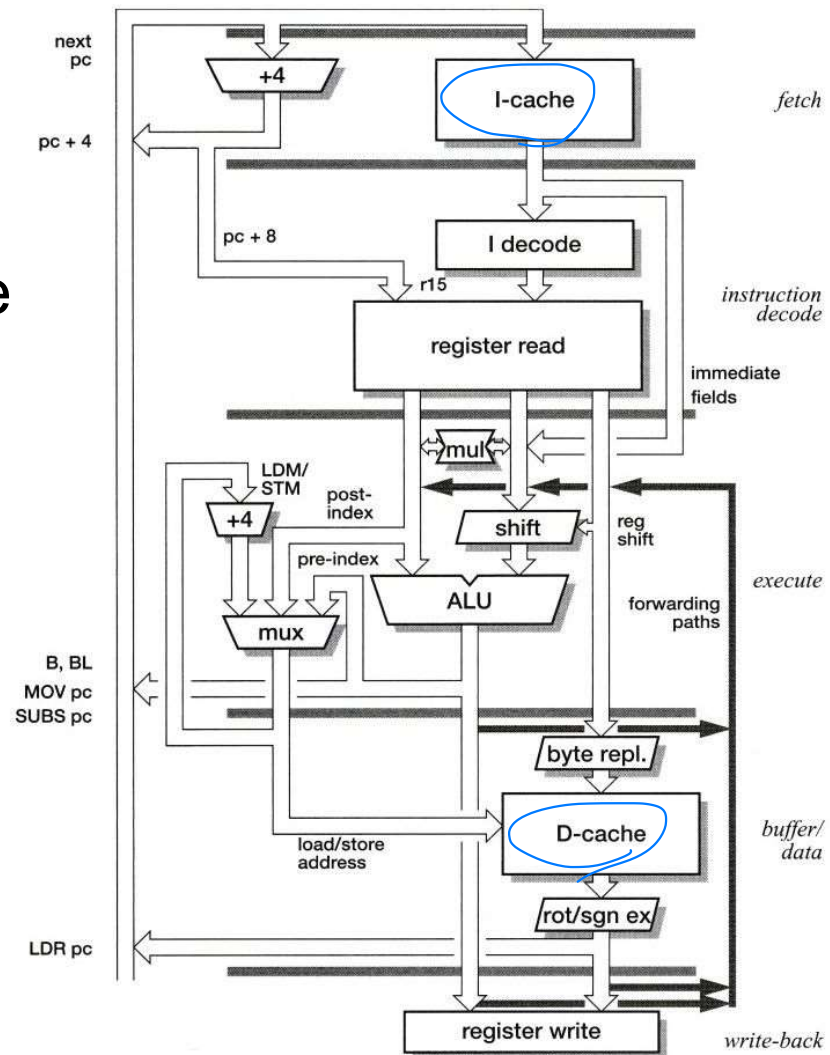 next
pc
+4
I-cache
fetch
pc + 4
pc + 8
I decode
r15
instruction
decode
e
register read
immediate
fields
mul
LDM/
STM
post-
index
+4
shift
reg
shift
pre-index
ALU
execute
forwarding
paths
mux
B, BL
MOV pc
SUBS pc
byte repl.
D-cache
buffer/
data
load/store
address
rot/sgn ex
LDR pc
register write
write-back